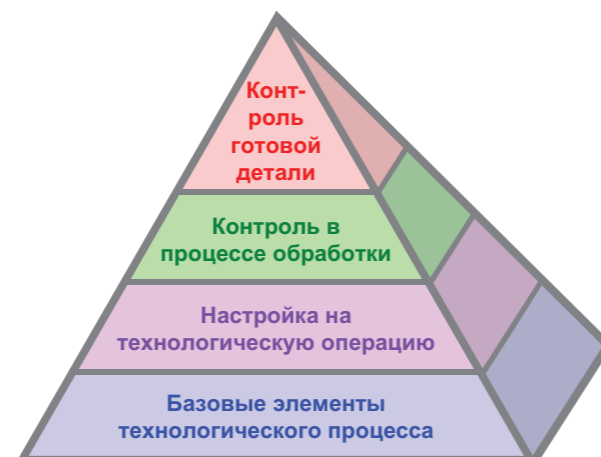 Конт-
роль
готовой
детали
Контроль в
процессе обработки
Настройка на
технологическую операцию
Базовые элементы
технологического процесса